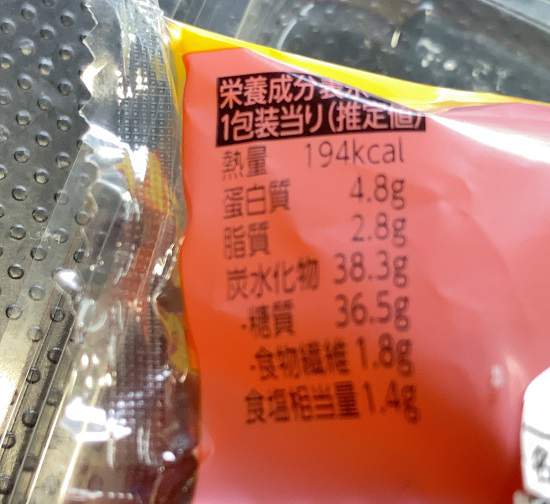 栄養成分表示
1包装当り(推定値)
熱量 194kcal
蛋白質 4.8g
脂質 2.8g
炭水化物 38.3g
-糖質 36.5g
-食物繊維 1.8g
食塩相当量 1.4g
名